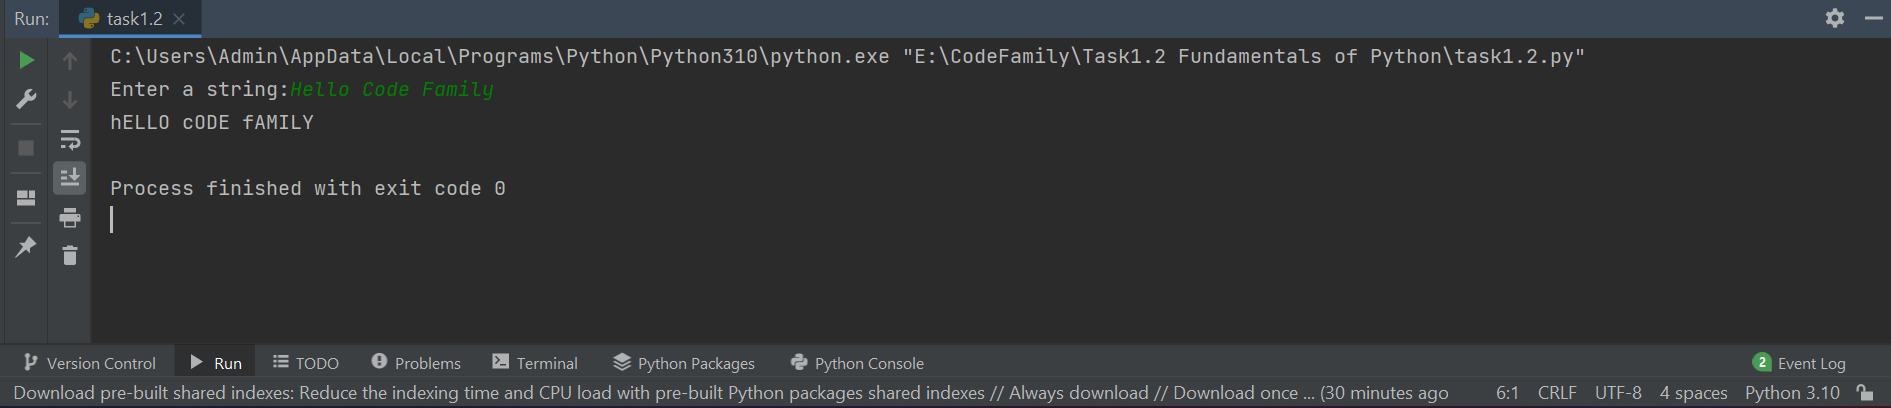 Run: task1.2
C:\Users\Admin\AppData\Local\Programs\Python\Python310\python.exe "E:\CodeFamily\Task1.2 Fundamentals of Python\task1.2.py"
Enter a string:Hello Code Family
hELLO cODE fAMILY
Process finished with exit code 0
Version Control Run TODO Problems Terminal Python Packages Python Console 2 Event Log
Download pre-built shared indexes: Reduce the indexing time and CPU load with pre-built Python packages shared indexes // Always download // Download once ... (30 minutes ago 6:1 CRLF UTF-8 4 spaces Python 3.10